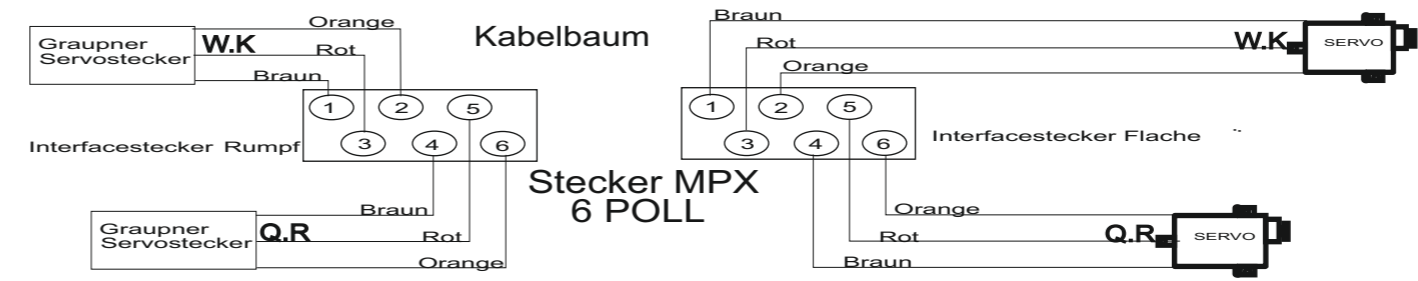 Kabelbaum
Graupner
Servostecker
W.K
Orange
Rot
Braun
1 2 5
3 4 6
Interfacestecker Rumpf
Graupner
Servostecker
Q.R
Braun
Rot
Orange
Stecker MPX
6 POLL
Braun
Rot
Orange
W.K
SERVO
1 2 5
3 4 6
Interfacestecker Flache
Orange
Rot
Braun
Q.R
SERVO